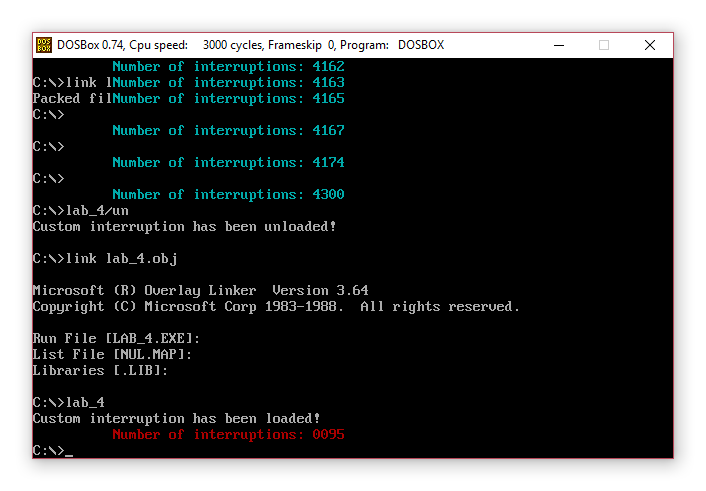 DOSBox 0.74, Cpu speed: 3000 cycles, Frameskip 0, Program: DOSBOX
Number of interruptions: 4162
C:\>link lNumber of interruptions: 4163
Packed filNumber of interruptions: 4165
C:\>
Number of interruptions: 4167
C:\>
Number of interruptions: 4174
C:\>
Number of interruptions: 4300
C:\>lab_4/un
Custom interruption has been unloaded!
C:\>link lab_4.obj
Microsoft (R) Overlay Linker  Version 3.64
Copyright (C) Microsoft Corp 1983-1988.  All rights reserved.
Run File [LAB_4.EXE]:
List File [NUL.MAP]:
Libraries [.LIB]:
C:\>lab_4
Custom interruption has been loaded!
Number of interruptions: 0095
C:\>_